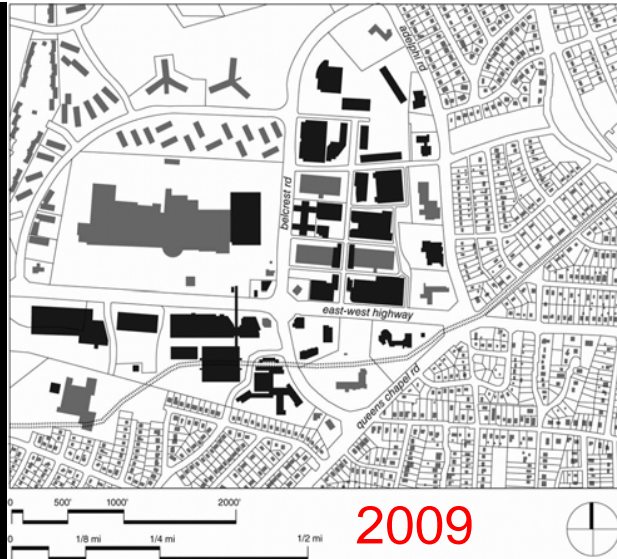 adelphi rd
belcrest rd
east-west highway
queens chapel rd
0 500' 1000' 2000'
0 1/8 mi 1/4 mi 1/2 mi
2009